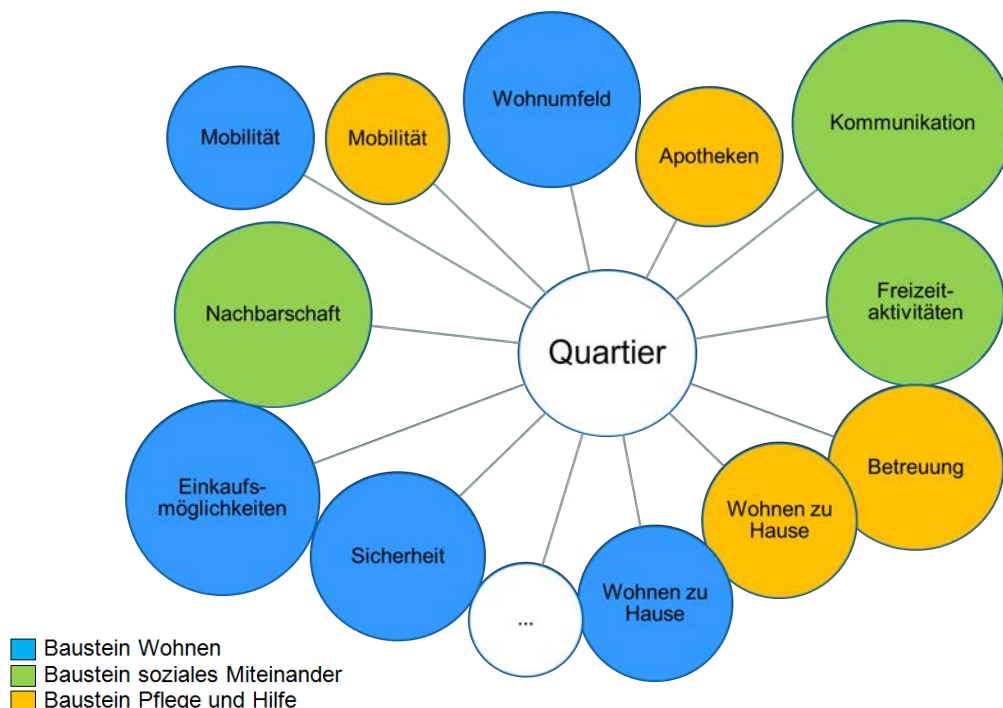 Wohnumfeld
Kommunikation
Mobilität
Mobilität
Apotheken
Freizeit-
aktivitäten
Nachbarschaft
Quartier
Betreuung
Einkaufs-
möglichkeiten
Wohnen zu
Hause
Sicherheit
Wohnen zu
Hause
...
Baustein Wohnen
Baustein soziales Miteinander
Baustein Pflege und Hilfe